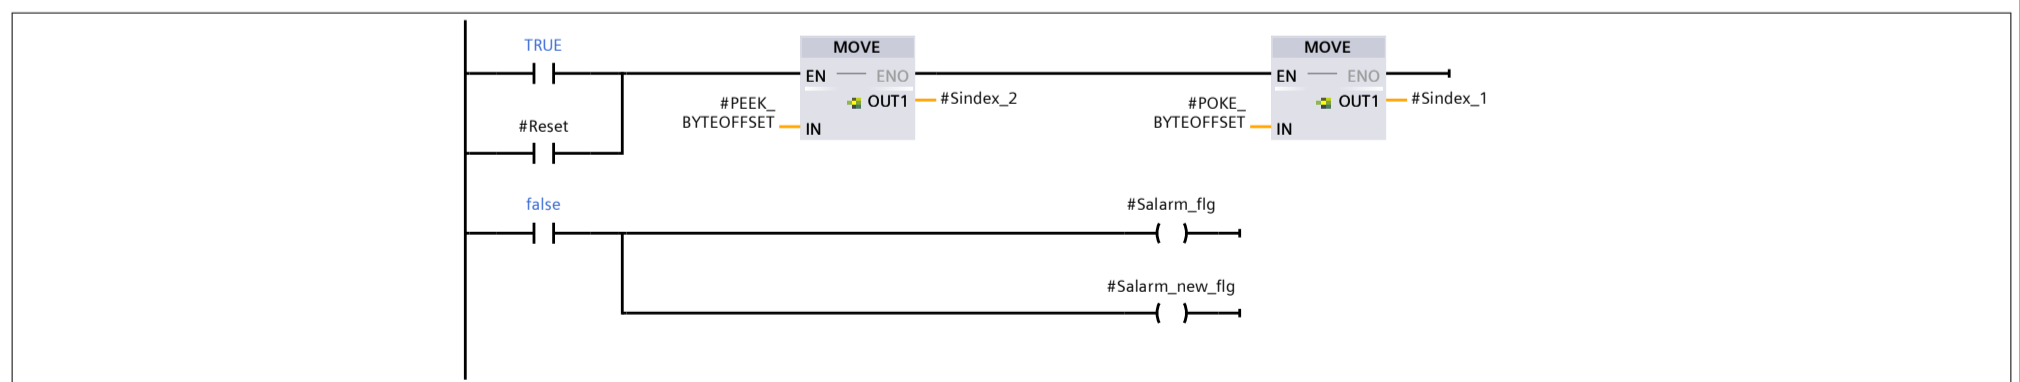 TRUE
MOVE
MOVE
EN
ENO
EN
ENO
#PEEK_
BYTEOFFSET
OUT1
#Sindex_2
#POKE_
BYTEOFFSET
OUT1
#Sindex_1
IN
IN
#Reset
false
#Salarm_flg
#Salarm_new_flg